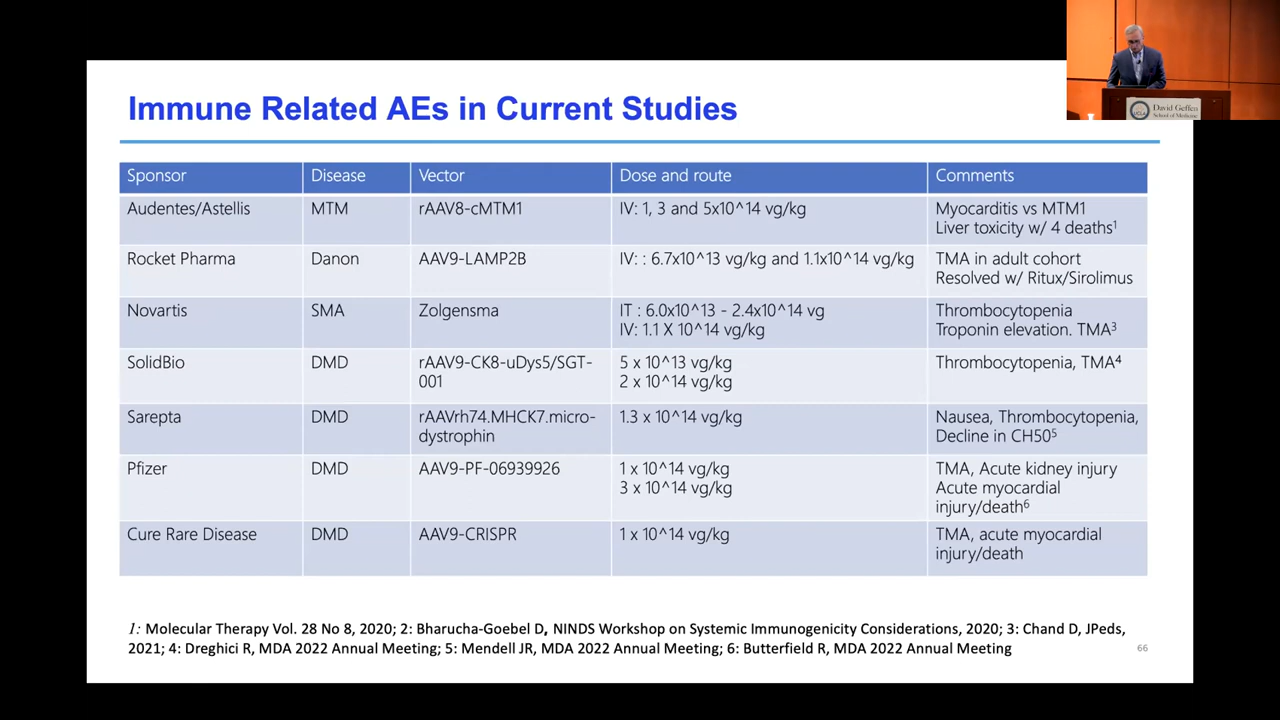 David Geffen
School of Medicine
Immune Related AEs in Current Studies
Sponsor Disease Vector Dose and route Comments
Audentes/Astellis MTM rAAV8-cMTM1 IV: 1, 3 and 5x10^14 vg/kg Myocarditis vs MTM1
Liver toxicity w/ 4 deaths¹
Rocket Pharma Danon AAV9-LAMP2B IV: : 6.7x10^13 vg/kg and 1.1x10^14 vg/kg TMA in adult cohort
Resolved w/ Ritux/Sirolimus
Novartis SMA Zolgensma IT : 6.0x10^13 - 2.4x10^14 vg Thrombocytopenia
IV: 1.1 X 10^14 vg/kg Troponin elevation. TMA³
SolidBio DMD rAAV9-CK8-uDys5/SGT- 5 x 10^13 vg/kg Thrombocytopenia, TMA⁴
001 2 x 10^14 vg/kg
Sarepta DMD rAAVrh74.MHCK7.micro- 1.3 x 10^14 vg/kg Nausea, Thrombocytopenia,
dystrophin Decline in CH50⁵
Pfizer DMD AAV9-PF-06939926 1 x 10^14 vg/kg TMA, Acute kidney injury
3 x 10^14 vg/kg Acute myocardial
injury/death⁶
Cure Rare Disease DMD AAV9-CRISPR 1 x 10^14 vg/kg TMA, acute myocardial
injury/death
1: Molecular Therapy Vol. 28 No 8, 2020; 2: Bharucha-Goebel D, NINDS Workshop on Systemic Immunogenicity Considerations, 2020; 3: Chand D, JPeds,
2021; 4: Dreghici R, MDA 2022 Annual Meeting; 5: Mendell JR, MDA 2022 Annual Meeting; 6: Butterfield R, MDA 2022 Annual Meeting
66